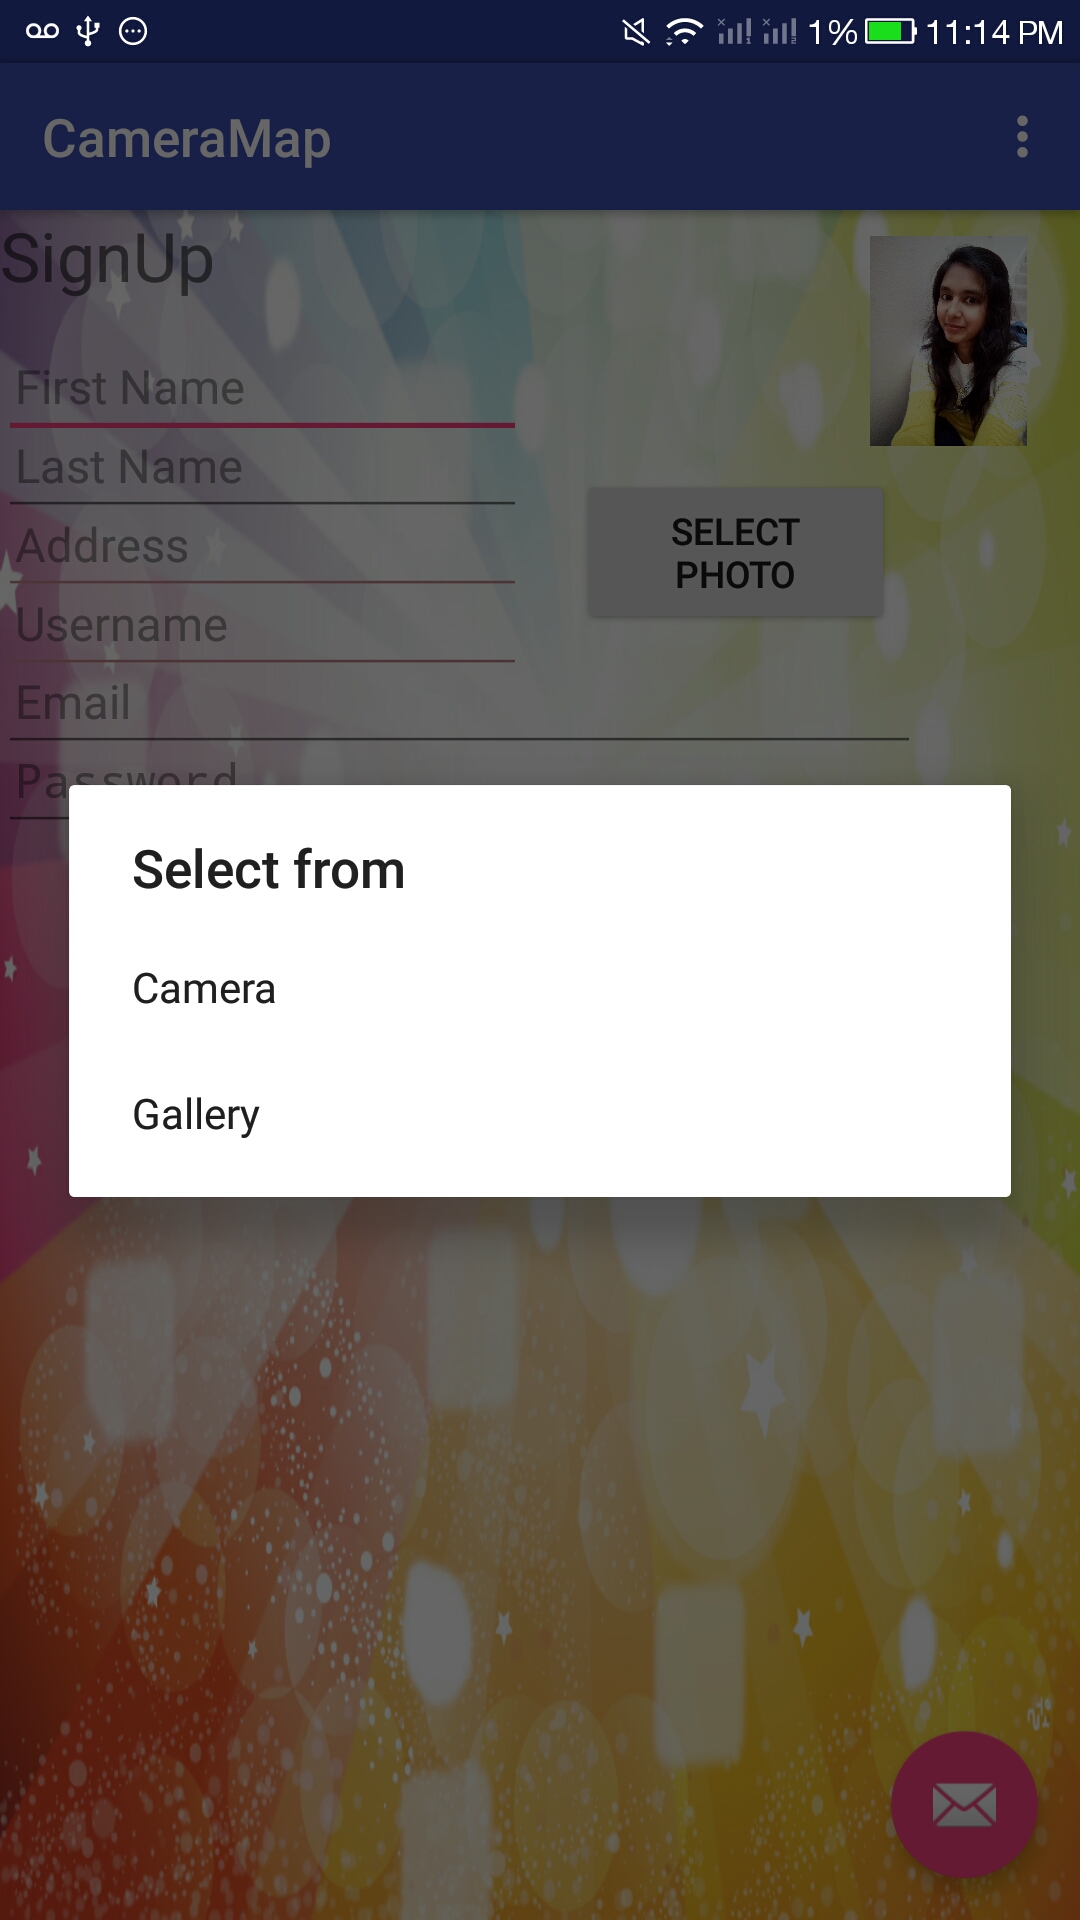 1% 11:14 PM
CameraMap
SignUp
First Name
Last Name
Address
SELECT
PHOTO
Username
Email
Password
Select from
Camera
Gallery